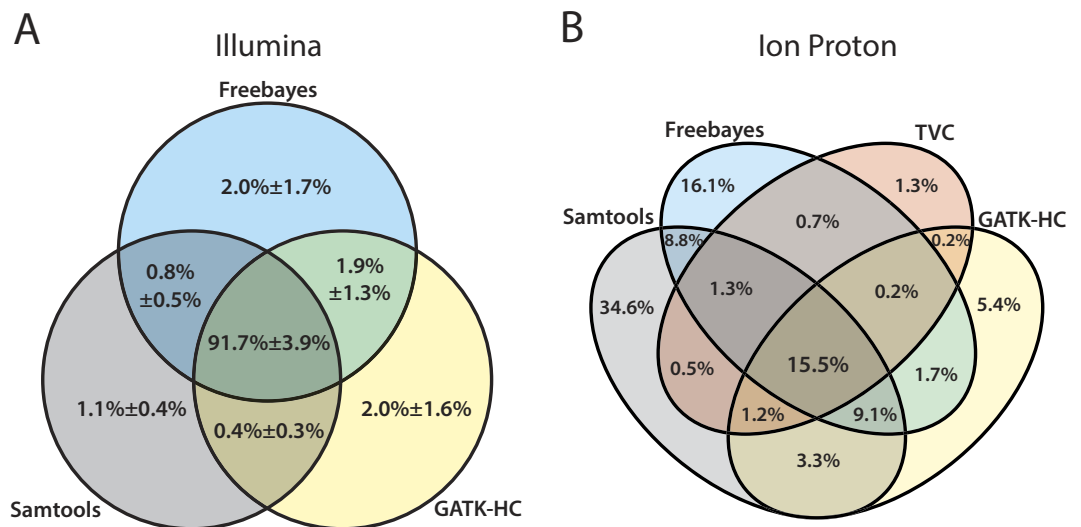 A
Illumina
Freebayes
2.0%±1.7%
0.8%
±0.5%
1.9%
±1.3%
91.7%±3.9%
1.1%±0.4%
2.0%±1.6%
0.4%±0.3%
Samtools
GATK-HC
B
Ion Proton
Freebayes
TVC
Samtools
GATK-HC
16.1%
1.3%
0.7%
8.8%
0.2%
34.6%
1.3%
0.2%
5.4%
0.5%
15.5%
1.7%
1.2%
9.1%
3.3%